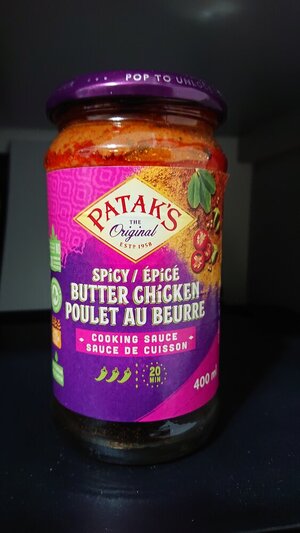 POP TO UNLOCK
PATAK'S
THE
Original
ESTD 1958
SPICY / ÉPICÉ
BUTTER CHICKEN
POULET AU BEURRE
COOKING SAUCE
SAUCE DE CUISSON
20
MIN
400 ml